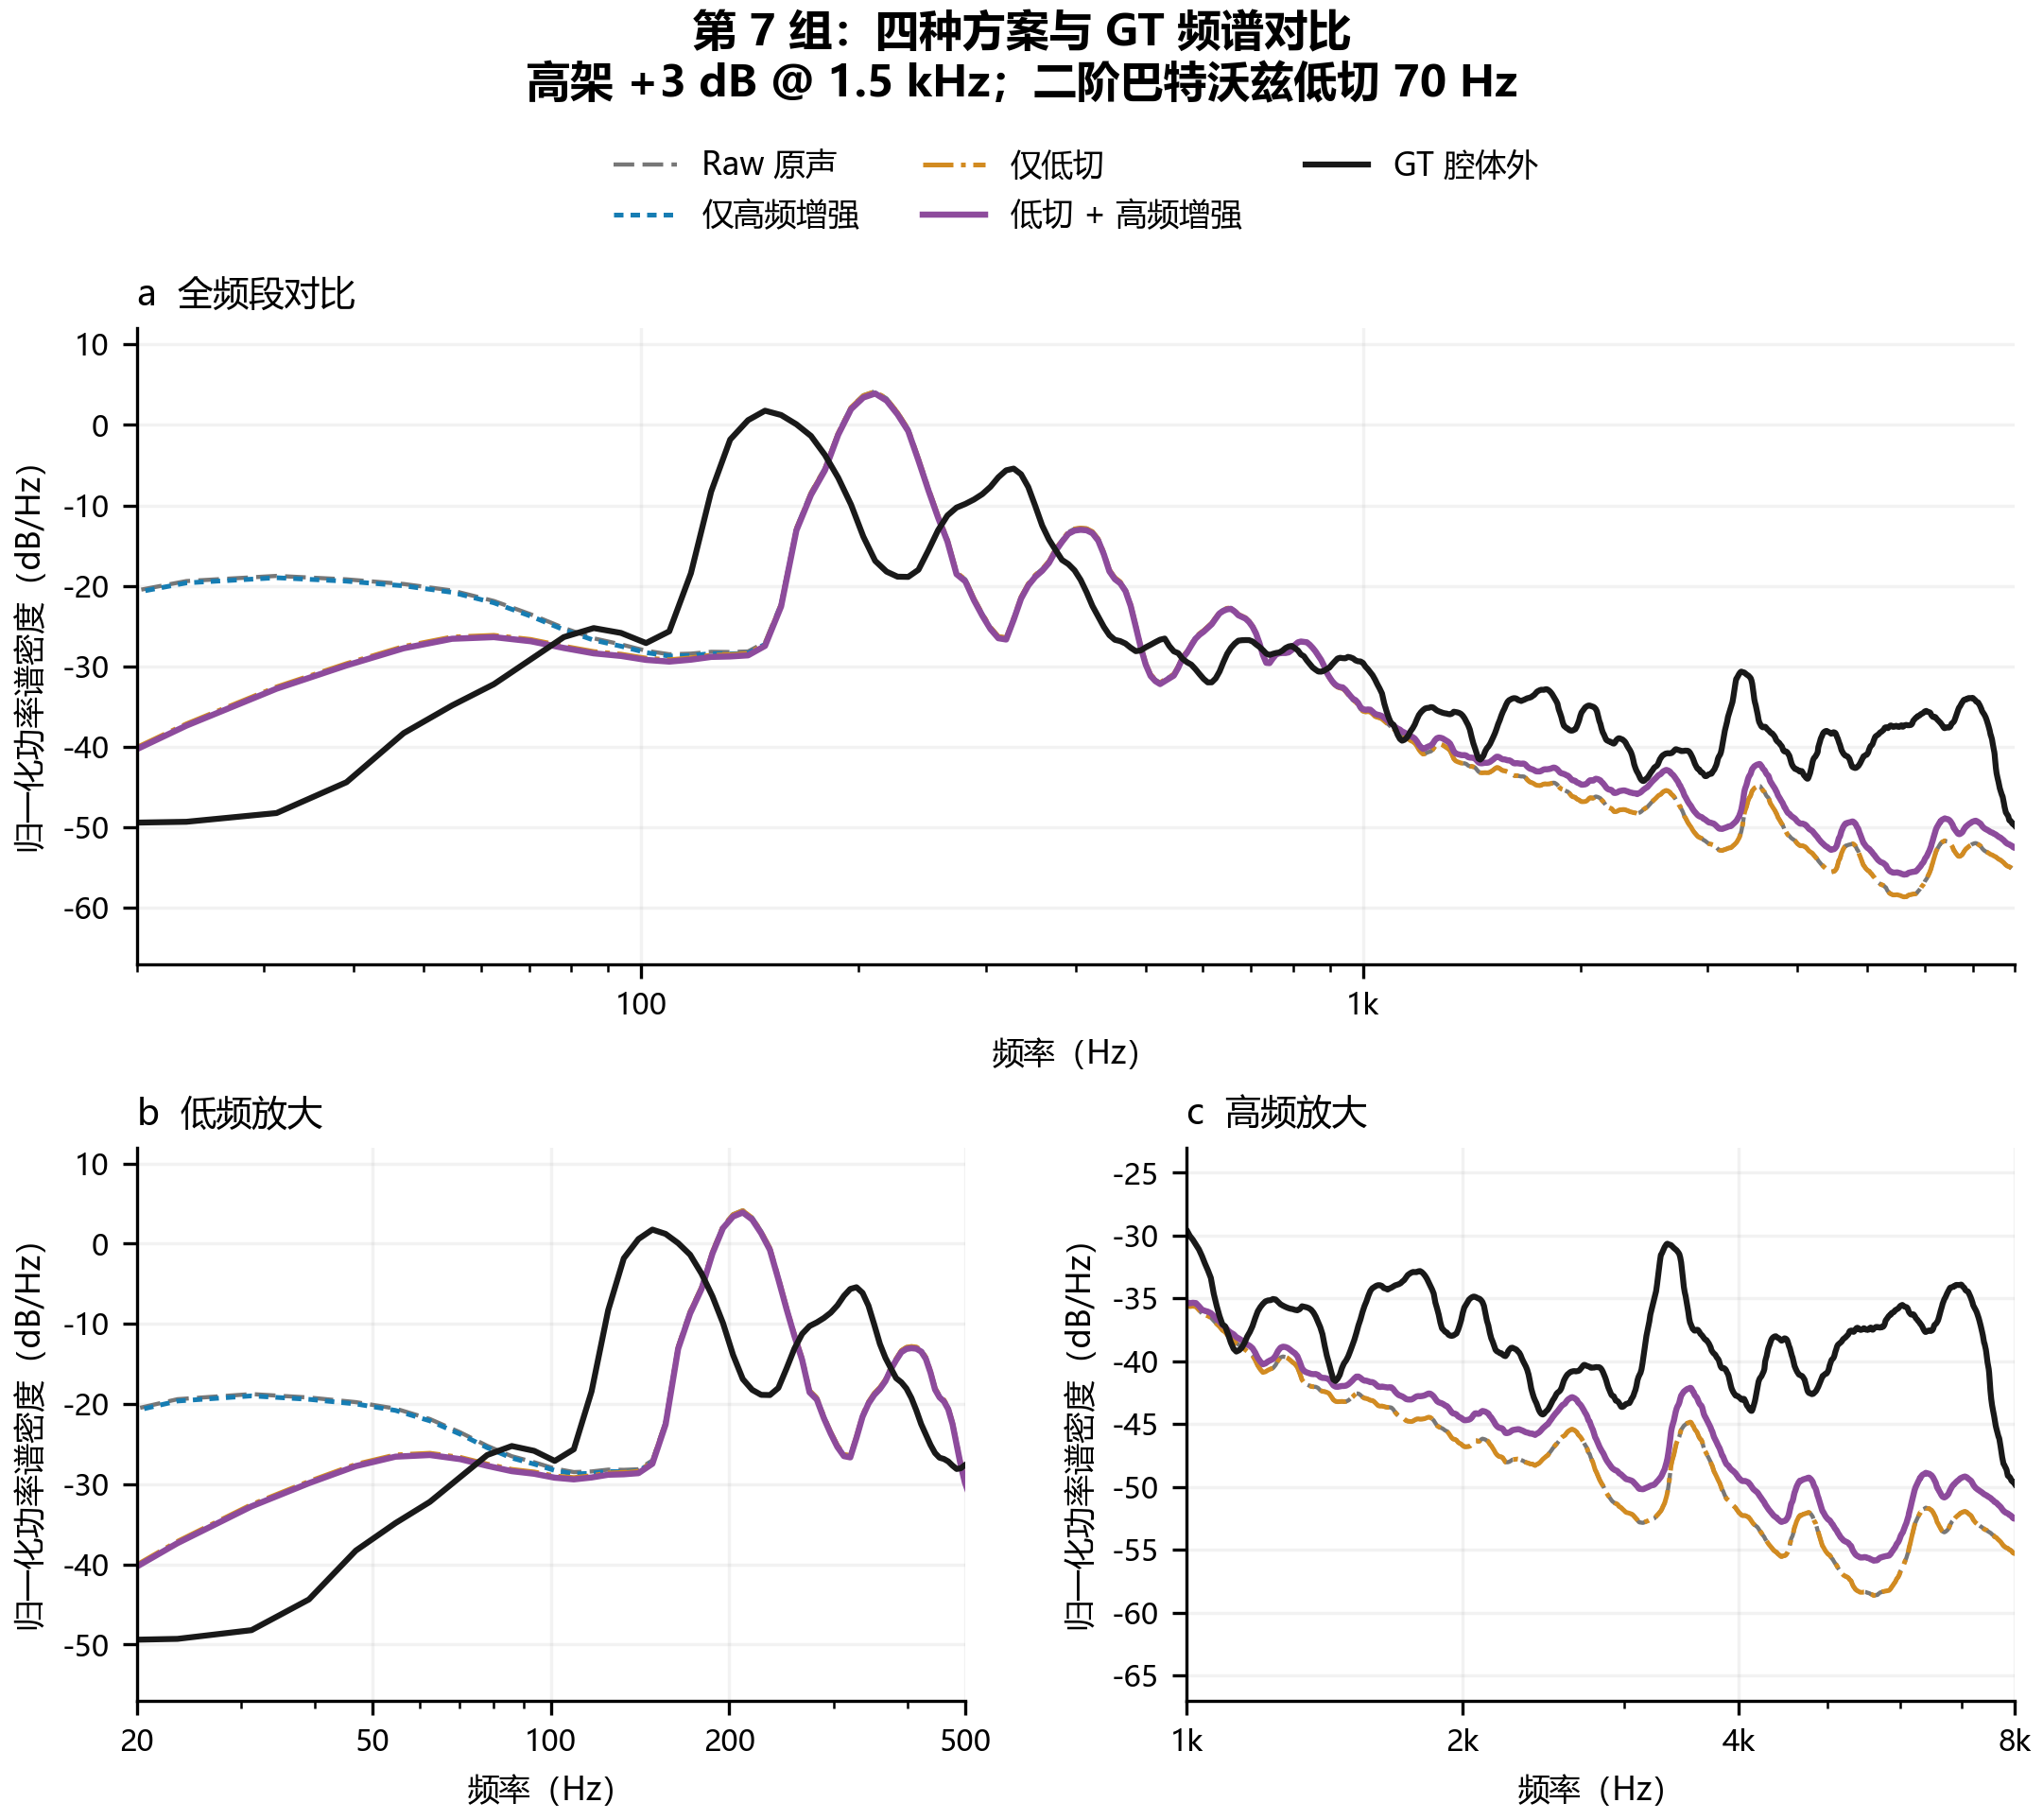 第 7 组：四种方案与 GT 频谱对比
高架 +3 dB @ 1.5 kHz；二阶巴特沃兹低切 70 Hz
Raw 原声
仅低切
GT 腔体外
仅高频增强
低切 + 高频增强
a 全频段对比
归一化功率谱密度（dB/Hz）
10
0
-10
-20
-30
-40
-50
-60
100
1k
频率（Hz）
b 低频放大
归一化功率谱密度（dB/Hz）
10
0
-10
-20
-30
-40
-50
20
50
100
200
500
频率（Hz）
c 高频放大
归一化功率谱密度（dB/Hz）
-25
-30
-35
-40
-45
-50
-55
-60
-65
1k
2k
4k
8k
频率（Hz）